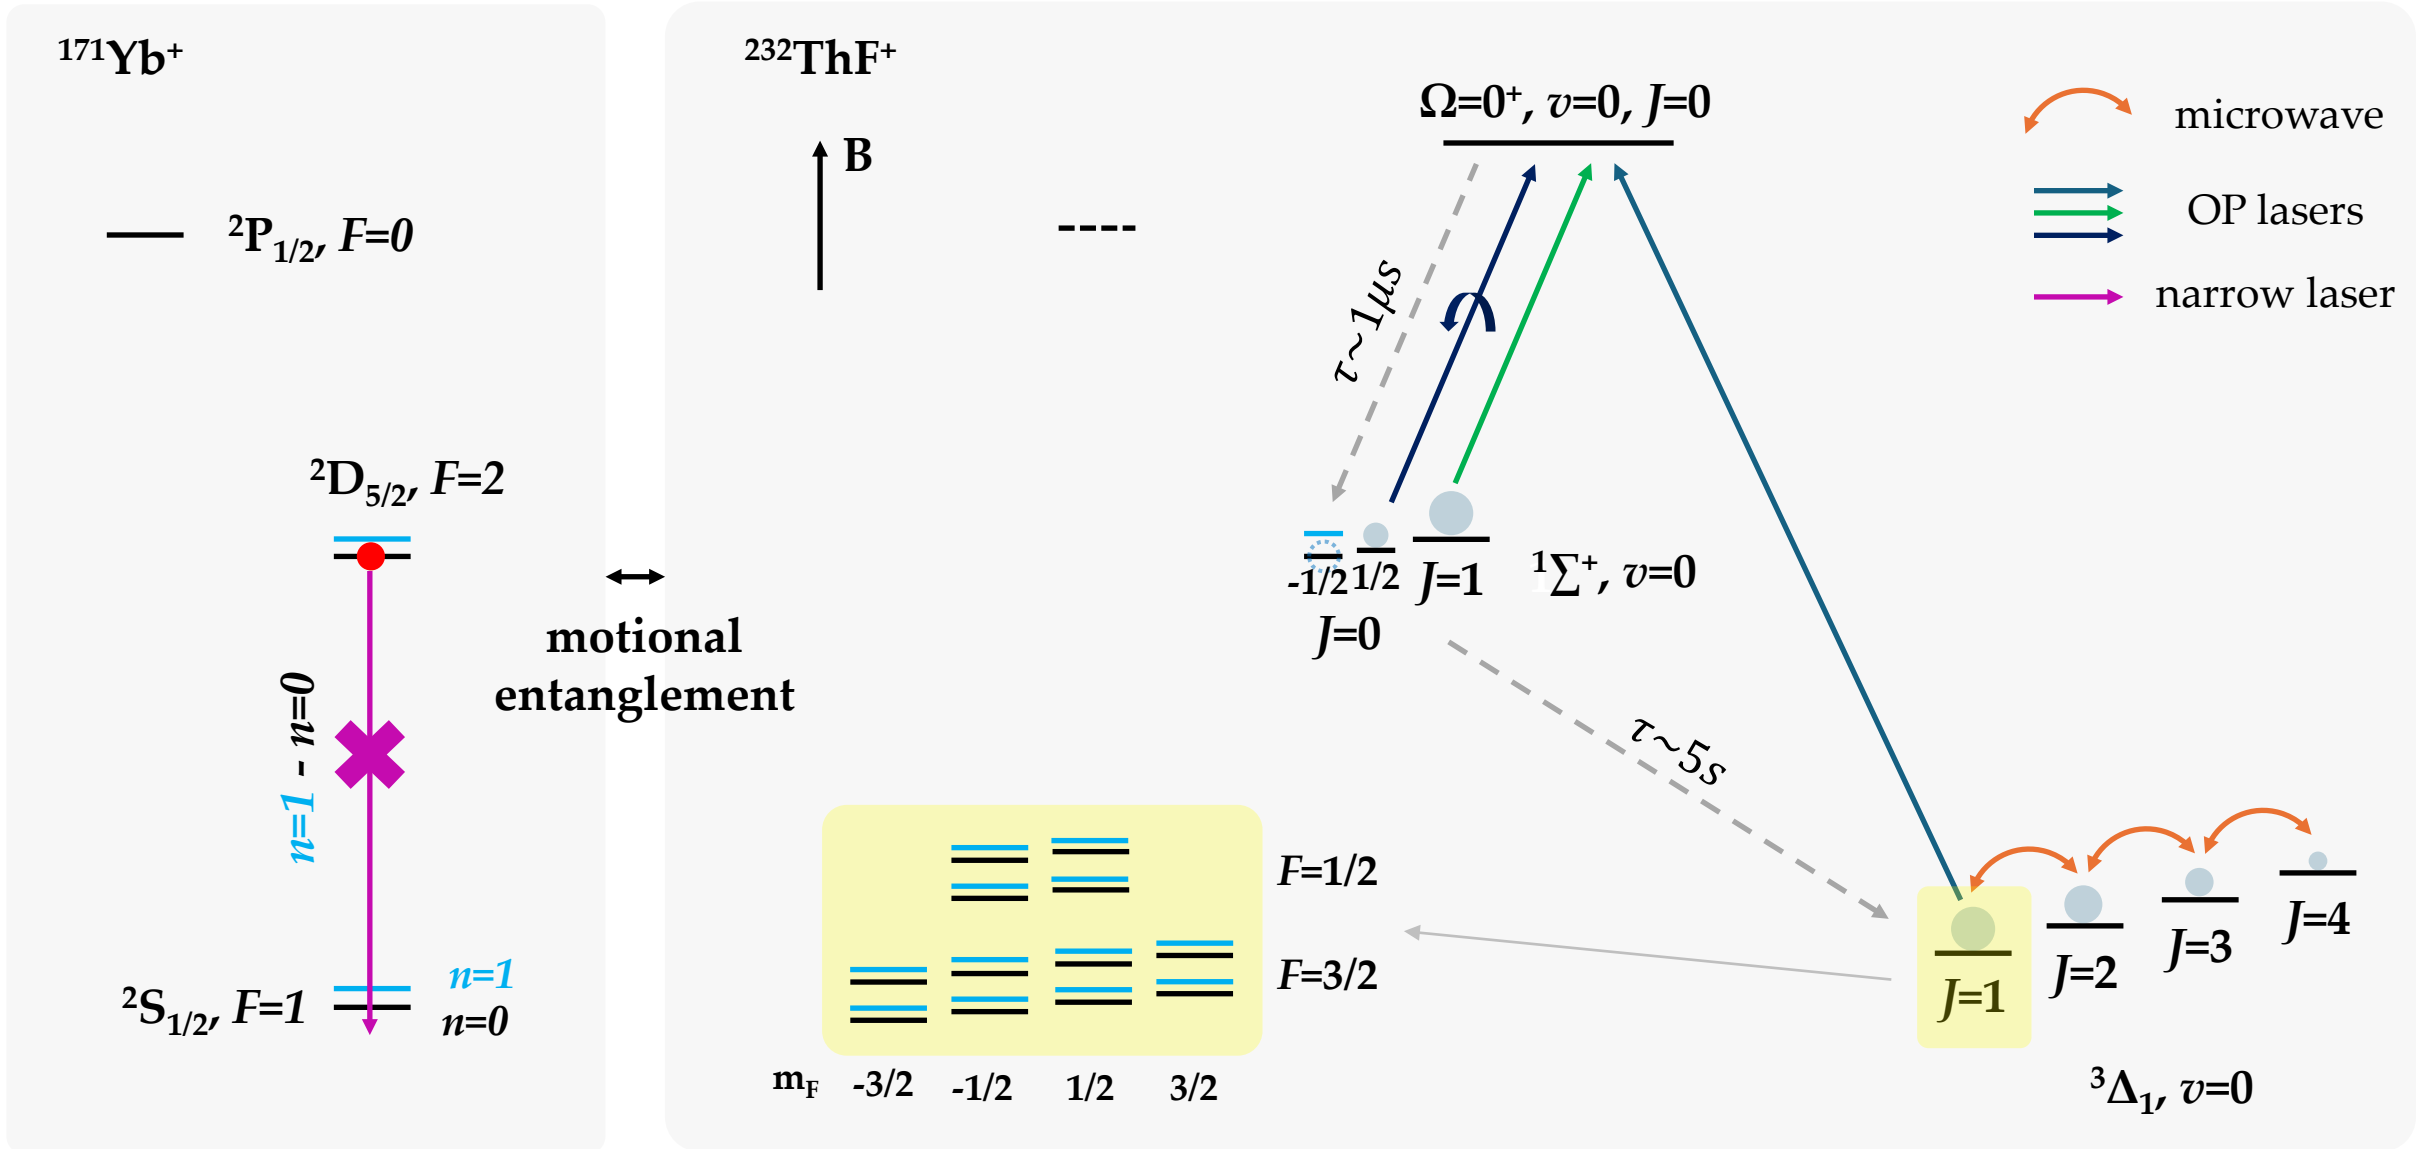 ¹⁷¹Yb⁺
²P₁/₂, F=0
²D₅/₂, F=2
n=1 - n=0
²S₁/₂, F=1
n=1
n=0
motional
entanglement
²³²ThF⁺
B
Ω=0⁺, v=0, J=0
τ~1μs
-1/2 1/2
J=0
J=1
¹Σ⁺, v=0
τ~5s
F=1/2
F=3/2
m_F -3/2 -1/2 1/2 3/2
J=1
J=2
J=3
J=4
³Δ₁, v=0
microwave
OP lasers
narrow laser